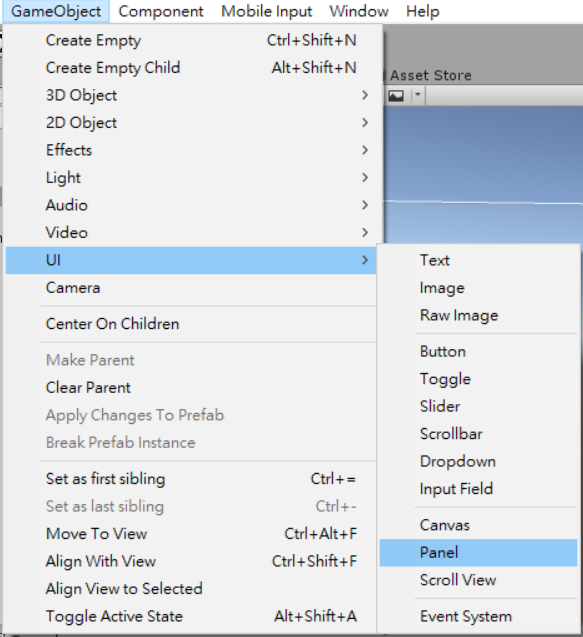 GameObject Component Mobile Input Window Help
Create Empty Ctrl+Shift+N
Create Empty Child Alt+Shift+N
Asset Store
3D Object
2D Object
Effects
Light
Audio
Video
UI
Text
Camera
Image
Raw Image
Center On Children
Button
Make Parent
Toggle
Clear Parent
Slider
Apply Changes To Prefab
Scrollbar
Break Prefab Instance
Dropdown
Set as first sibling Ctrl+=
Input Field
Set as last sibling Ctrl+-
Canvas
Move To View Ctrl+Alt+F
Panel
Align With View Ctrl+Shift+F
Scroll View
Align View to Selected
Toggle Active State Alt+Shift+A
Event System